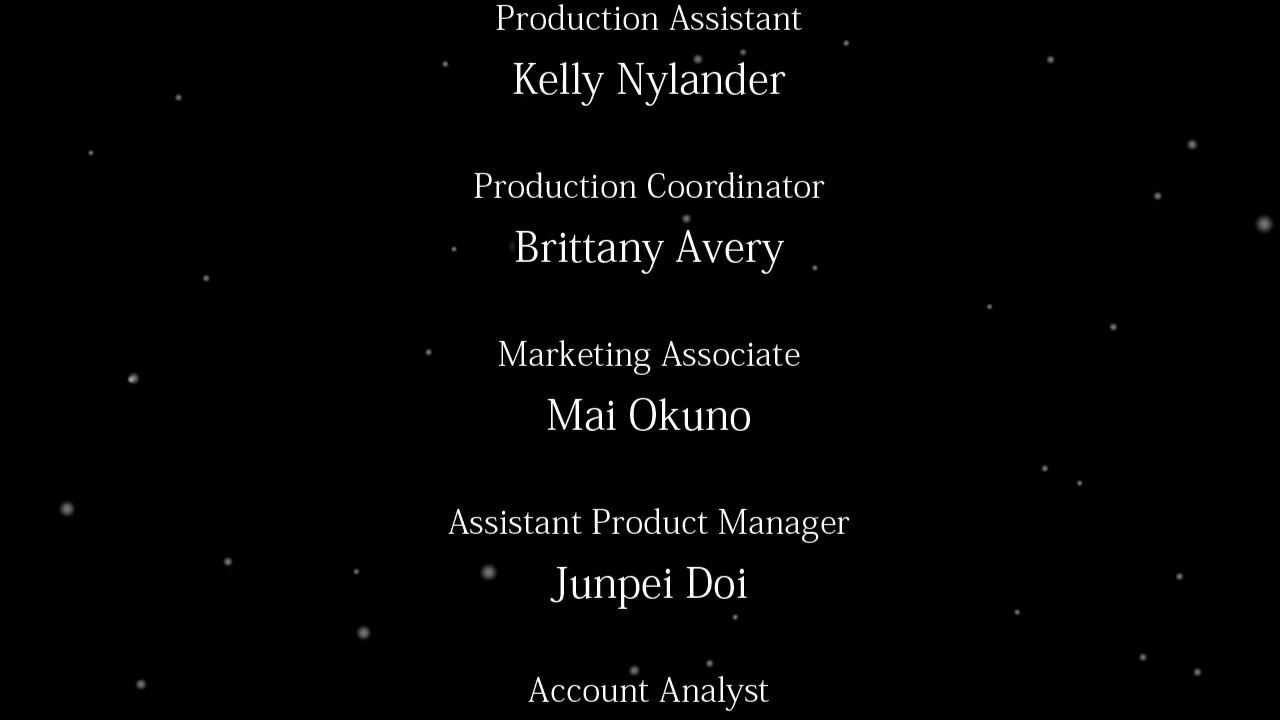 Production Assistant
Kelly Nylander
Production Coordinator
Brittany Avery
Marketing Associate
Mai Okuno
Assistant Product Manager
Junpei Doi
Account Analyst